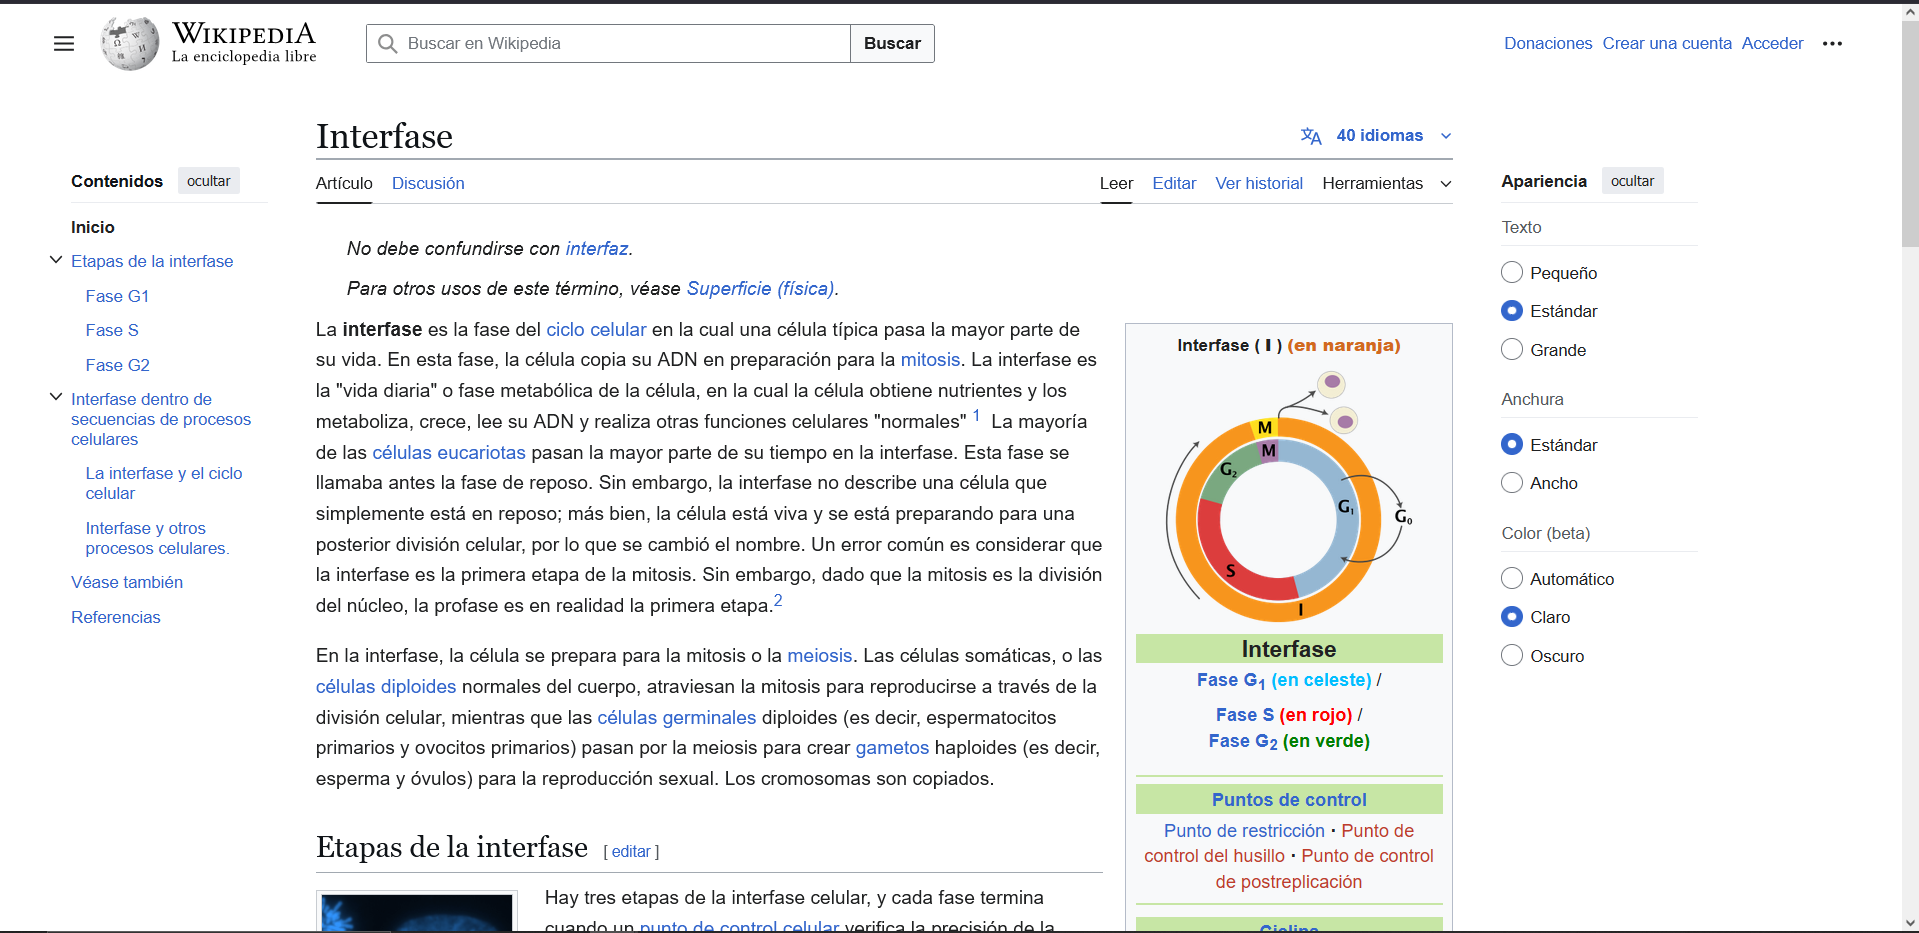 WIKIPEDIA
La enciclopedia libre
Buscar en Wikipedia
Buscar
Donaciones Crear una cuenta Acceder
Contenidos ocultar
Inicio
Etapas de la interfase
Fase G1
Fase S
Fase G2
Interfase dentro de
secuencias de procesos
celulares
La interfase y el ciclo
celular
Interfase y otros
procesos celulares.
Véase también
Referencias
Interfase
40 idiomas
Artículo Discusión
Leer Editar Ver historial Herramientas
No debe confundirse con interfaz.
Para otros usos de este término, véase Superficie (física).
La interfase es la fase del ciclo celular en la cual una célula típica pasa la mayor parte de
su vida. En esta fase, la célula copia su ADN en preparación para la mitosis. La interfase es
la "vida diaria" o fase metabólica de la célula, en la cual la célula obtiene nutrientes y los
metaboliza, crece, lee su ADN y realiza otras funciones celulares "normales" 1 La mayoría
de las células eucariotas pasan la mayor parte de su tiempo en la interfase. Esta fase se
llamaba antes la fase de reposo. Sin embargo, la interfase no describe una célula que
simplemente está en reposo; más bien, la célula está viva y se está preparando para una
posterior división celular, por lo que se cambió el nombre. Un error común es considerar que
la interfase es la primera etapa de la mitosis. Sin embargo, dado que la mitosis es la división
del núcleo, la profase es en realidad la primera etapa.2
En la interfase, la célula se prepara para la mitosis o la meiosis. Las células somáticas, o las
células diploides normales del cuerpo, atraviesan la mitosis para reproducirse a través de la
división celular, mientras que las células germinales diploides (es decir, espermatocitos
primarios y ovocitos primarios) pasan por la meiosis para crear gametos haploides (es decir,
esperma y óvulos) para la reproducción sexual. Los cromosomas son copiados.
Etapas de la interfase [ editar ]
Hay tres etapas de la interfase celular, y cada fase termina
cuando un punto de control celular verifica la precisión de la
Interfase ( I ) (en naranja)
M
M
G2
G1
G0
S
I
Interfase
Fase G1 (en celeste) /
Fase S (en rojo) /
Fase G2 (en verde)
Puntos de control
Punto de restricción · Punto de
control del husillo · Punto de control
de postreplicación
Ciclina
Apariencia ocultar
Texto
Pequeño
Estándar
Grande
Anchura
Estándar
Ancho
Color (beta)
Automático
Claro
Oscuro